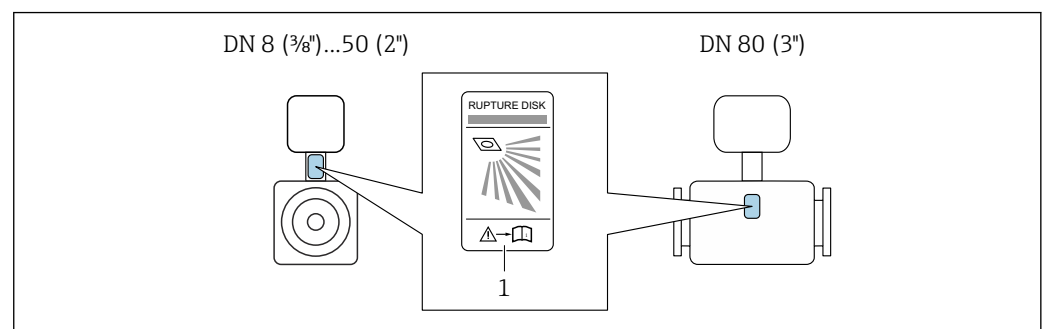 DN 8 (⅜")...50 (2")
DN 80 (3")
RUPTURE DISK
i
1